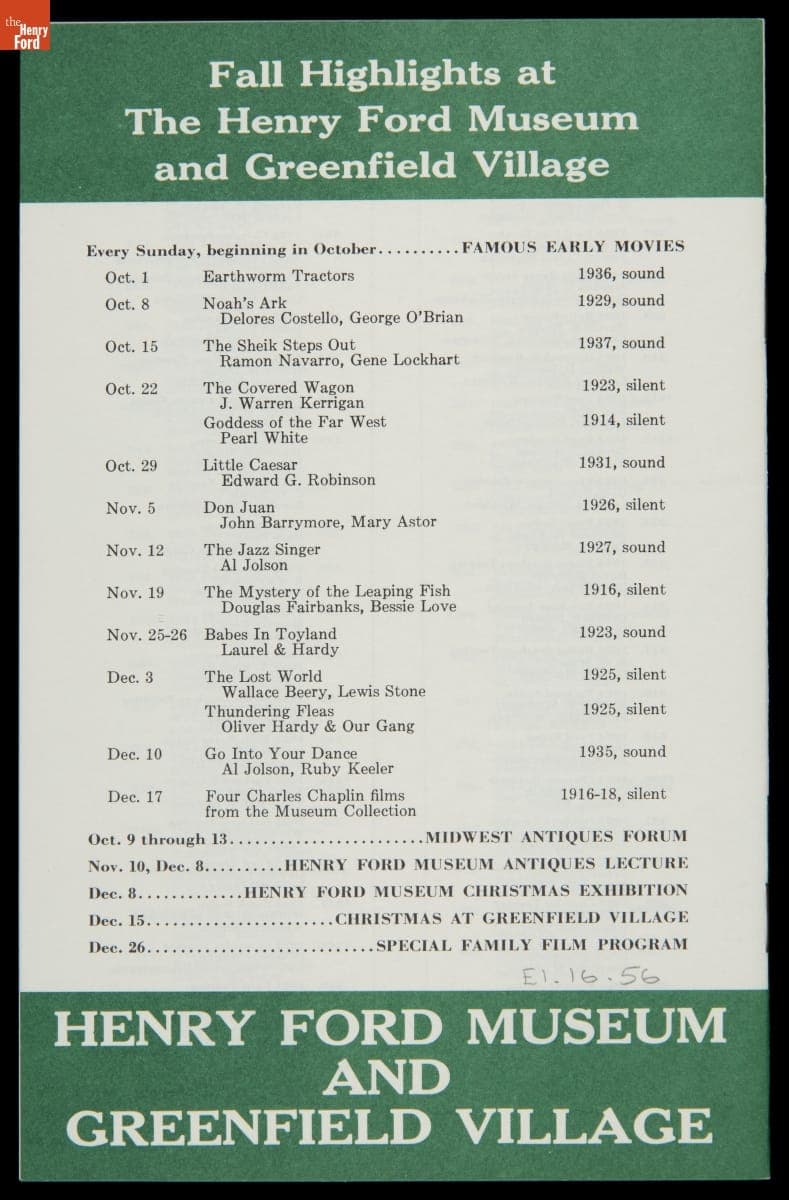 the
Henry
Ford
Fall Highlights at
The Henry Ford Museum
and Greenfield Village
Every Sunday, beginning in October..........FAMOUS EARLY MOVIES
Oct. 1 Earthworm Tractors 1936, sound
Oct. 8 Noah's Ark 1929, sound
Delores Costello, George O'Brian
Oct. 15 The Sheik Steps Out 1937, sound
Ramon Navarro, Gene Lockhart
Oct. 22 The Covered Wagon 1923, silent
J. Warren Kerrigan
Goddess of the Far West 1914, silent
Pearl White
Oct. 29 Little Caesar 1931, sound
Edward G. Robinson
Nov. 5 Don Juan 1926, silent
John Barrymore, Mary Astor
Nov. 12 The Jazz Singer 1927, sound
Al Jolson
Nov. 19 The Mystery of the Leaping Fish 1916, silent
Douglas Fairbanks, Bessie Love
Nov. 25-26 Babes In Toyland 1923, sound
Laurel & Hardy
Dec. 3 The Lost World 1925, silent
Wallace Beery, Lewis Stone
Thundering Fleas 1925, silent
Oliver Hardy & Our Gang
Dec. 10 Go Into Your Dance 1935, sound
Al Jolson, Ruby Keeler
Dec. 17 Four Charles Chaplin films 1916-18, silent
from the Museum Collection
Oct. 9 through 13.......................MIDWEST ANTIQUES FORUM
Nov. 10, Dec. 8.........HENRY FORD MUSEUM ANTIQUES LECTURE
Dec. 8............HENRY FORD MUSEUM CHRISTMAS EXHIBITION
Dec. 15......................CHRISTMAS AT GREENFIELD VILLAGE
Dec. 26...........................SPECIAL FAMILY FILM PROGRAM
E1.16.56
HENRY FORD MUSEUM
AND
GREENFIELD VILLAGE